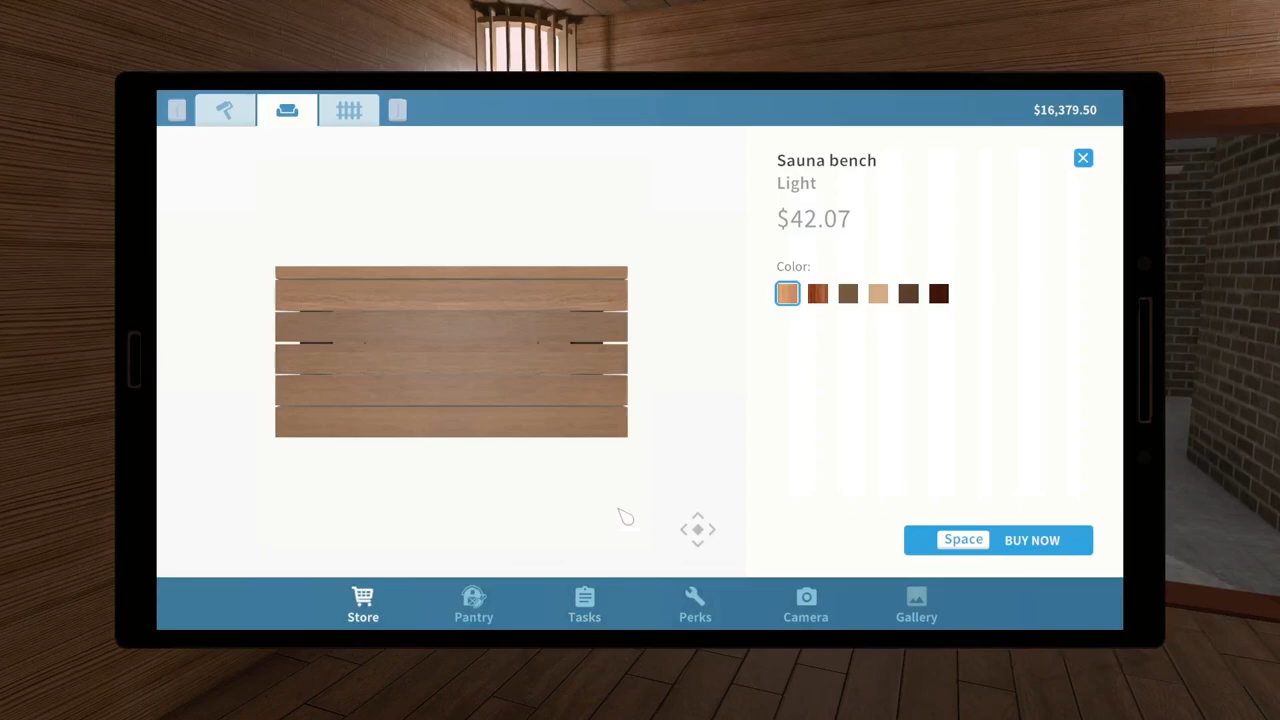 $16,379.50
Sauna bench
Light
$42.07
Color:
Space BUY NOW
Store
Pantry
Tasks
Perks
Camera
Gallery